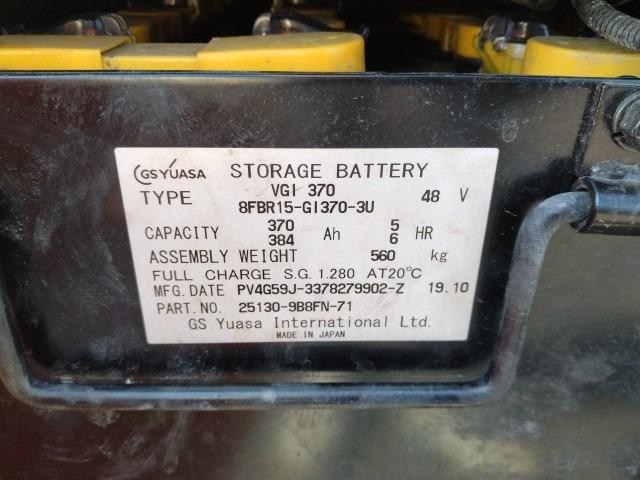 GS YUASA STORAGE BATTERY
TYPE VGI 370 48 V
8FBR15-GI370-3U
CAPACITY 370 Ah 5 HR
384 6
ASSEMBLY WEIGHT 560 kg
FULL CHARGE S.G. 1.280 AT20℃
MFG. DATE PV4G59J-3378279902-Z 19.10
PART. NO. 25130-9B8FN-71
GS Yuasa International Ltd.
MADE IN JAPAN